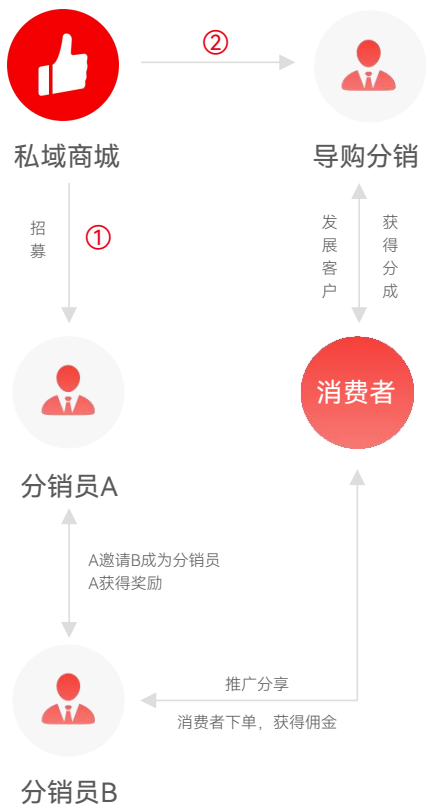 ②
私域商城
导购分销
招募
①
发展客户
获得分成
消费者
分销员A
A邀请B成为分销员
A获得奖励
推广分享
消费者下单，获得佣金
分销员B